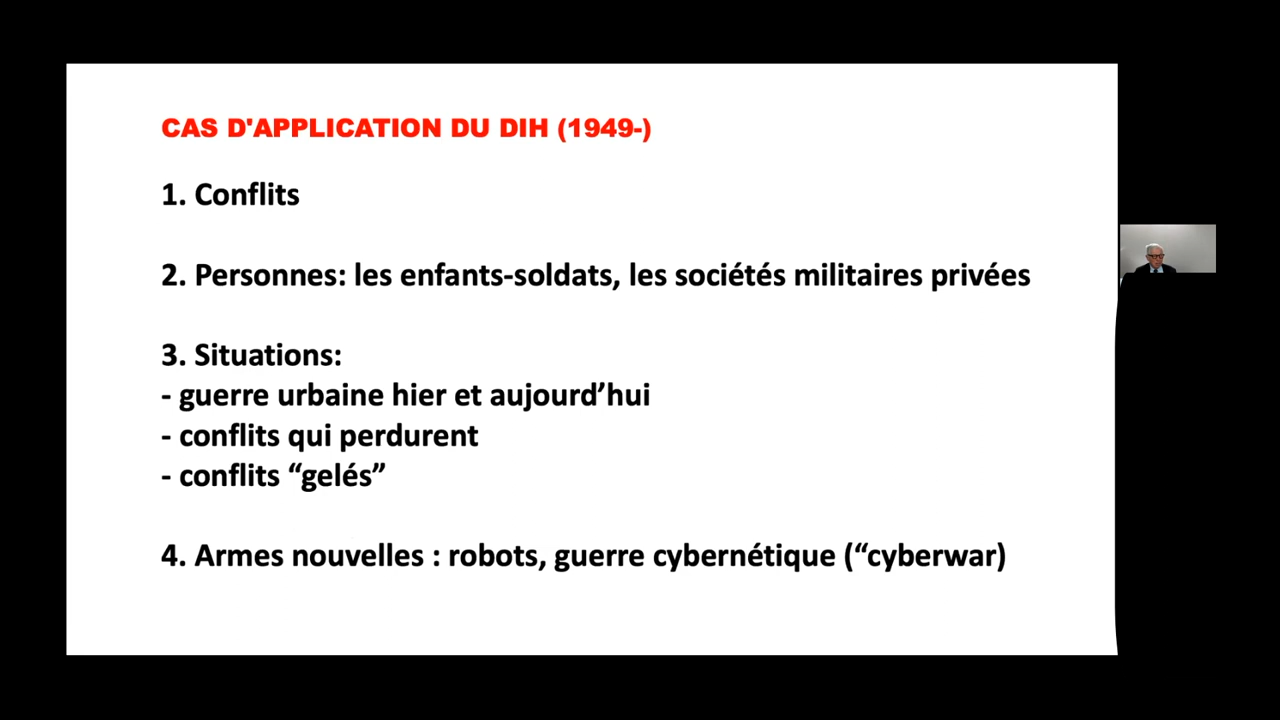 CAS D'APPLICATION DU DIH (1949-)
1. Conflits
2. Personnes: les enfants-soldats, les sociétés militaires privées
3. Situations:
- guerre urbaine hier et aujourd’hui
- conflits qui perdurent
- conflits “gelés”
4. Armes nouvelles : robots, guerre cybernétique (“cyberwar)